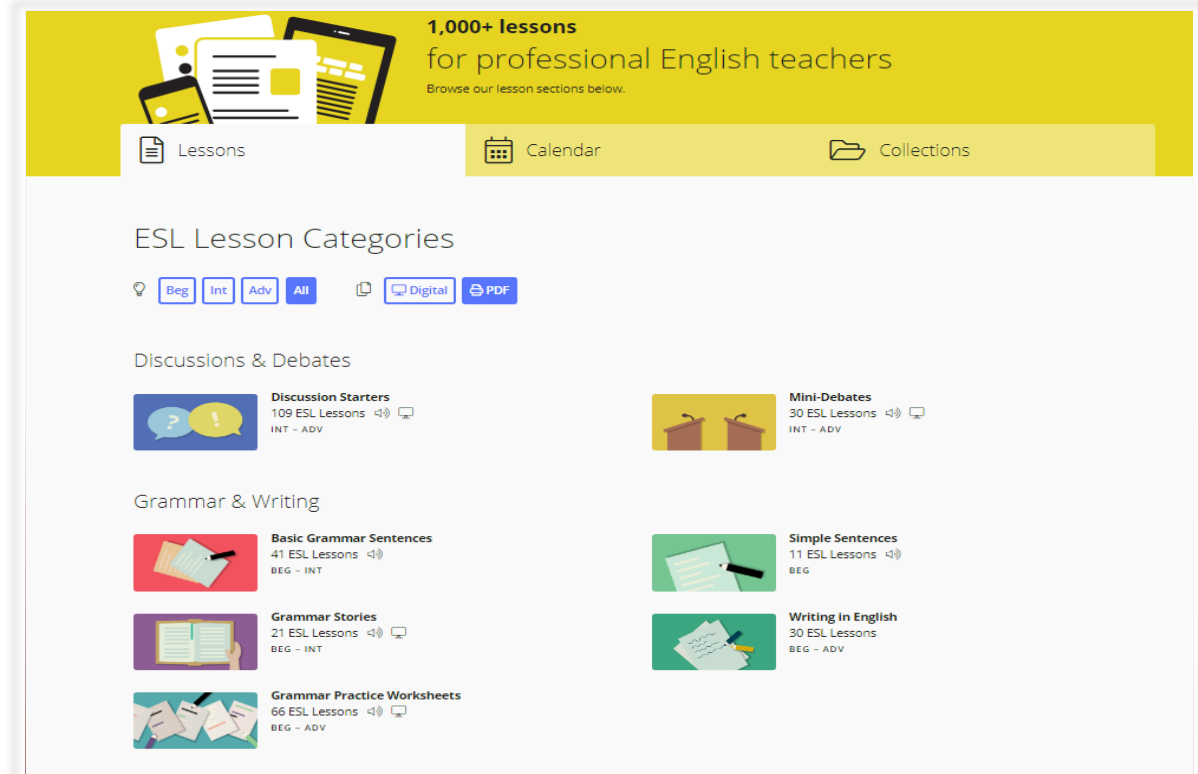 1,000+ lessons
for professional English teachers
Browse our lesson sections below.
Lessons
Calendar
Collections
ESL Lesson Categories
Beg Int Adv All Digital PDF
Discussions & Debates
Discussion Starters
109 ESL Lessons
INT – ADV
Mini-Debates
30 ESL Lessons
INT – ADV
Grammar & Writing
Basic Grammar Sentences
41 ESL Lessons
BEG – INT
Simple Sentences
11 ESL Lessons
BEG
Grammar Stories
21 ESL Lessons
BEG – INT
Writing in English
30 ESL Lessons
BEG – ADV
Grammar Practice Worksheets
66 ESL Lessons
BEG – ADV